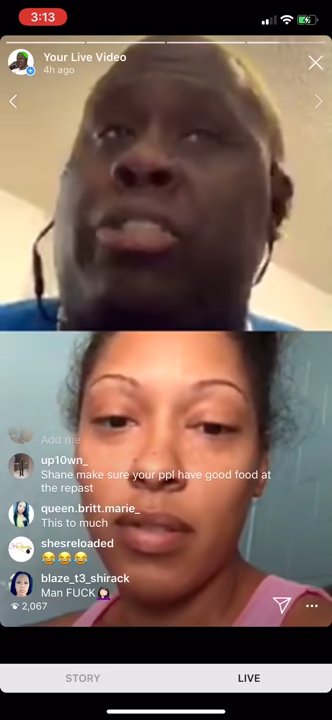 3:13
Your Live Video
4h ago
Add me
up10wn_
Shane make sure your ppl have good food at
the repast
queen.britt.marie_
This to much
shesreloaded
😂😂😂
blaze_t3_shirack
Man FUCK🤦🏻‍♀️
2,067
STORY
LIVE